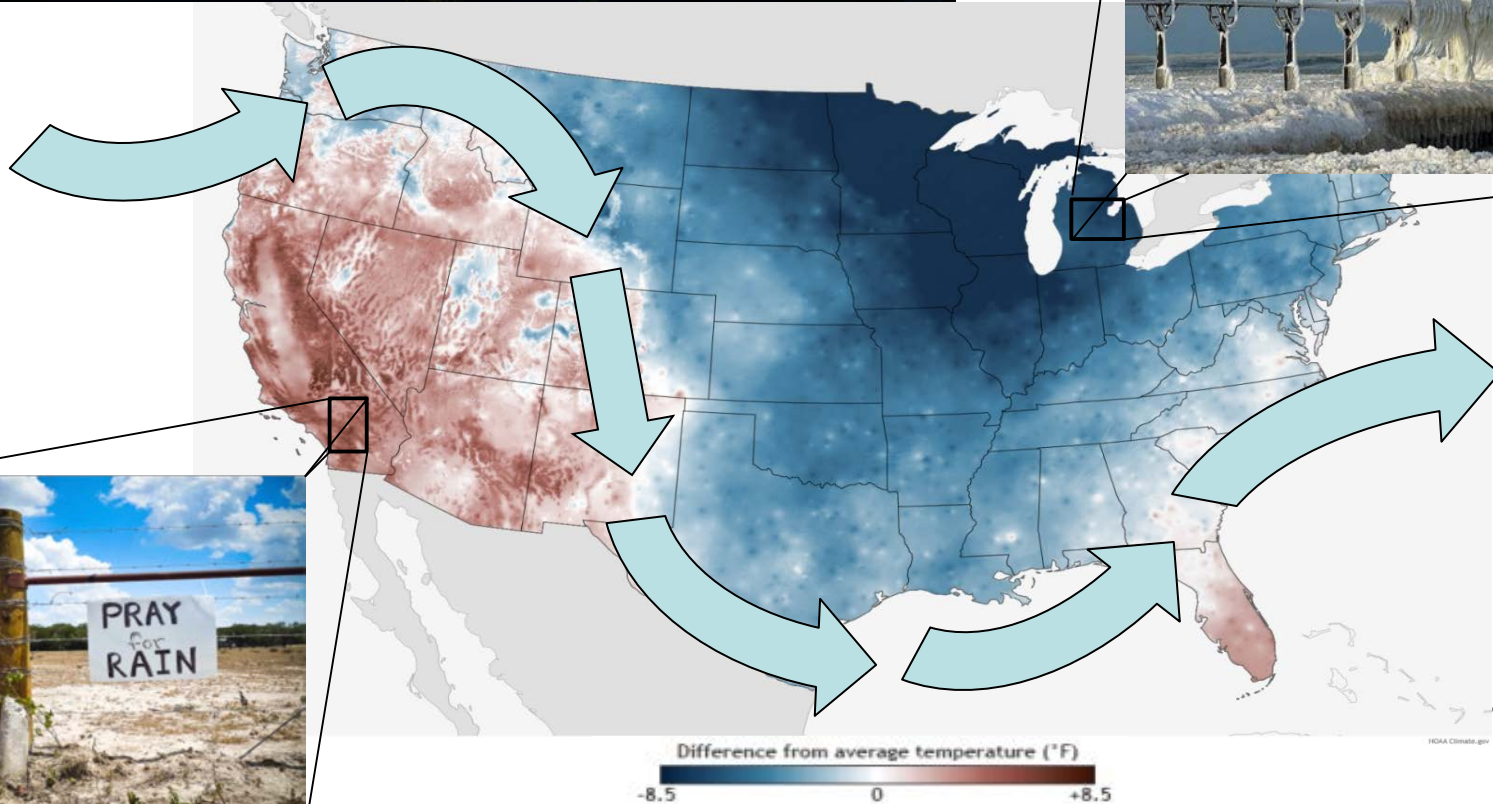 PRAY
for
RAIN
Difference from average temperature (°F)
-8.5 0 +8.5
NOAA Climate.gov